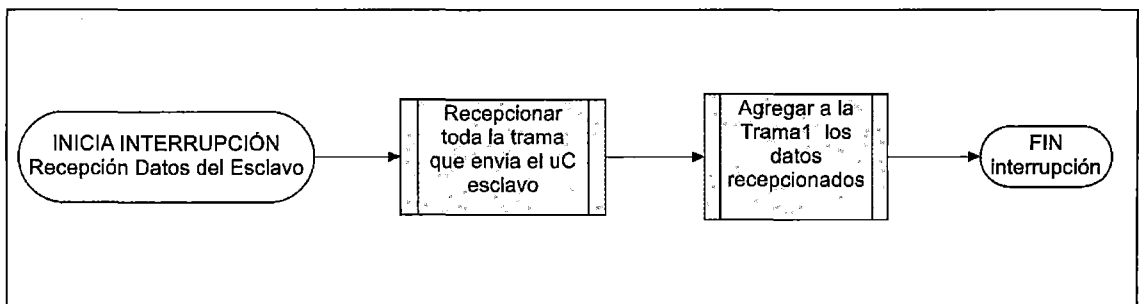 INICIA INTERRUPCIÓN
Recepción Datos del Esclavo
Recepcionar
toda la trama
que envia el uC
esclavo
Agregar a la
Trama1 los
datos
recepcionados
FIN
interrupción